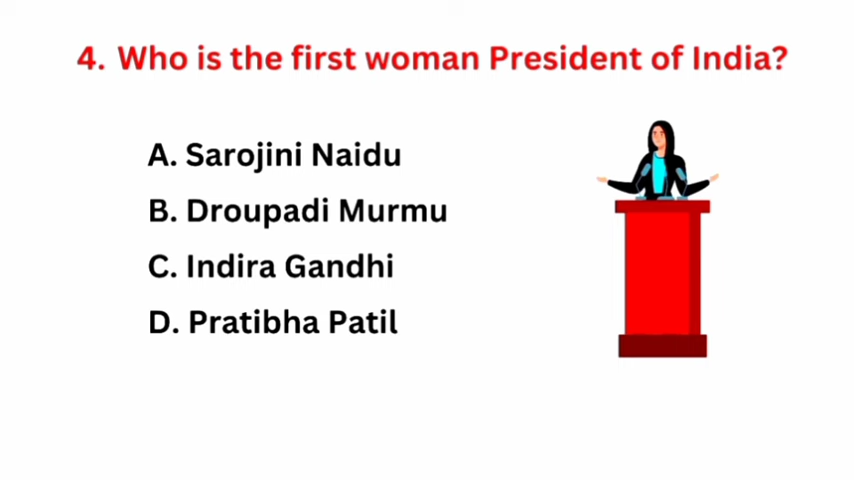 4. Who is the first woman President of India?
A. Sarojini Naidu
B. Droupadi Murmu
C. Indira Gandhi
D. Pratibha Patil